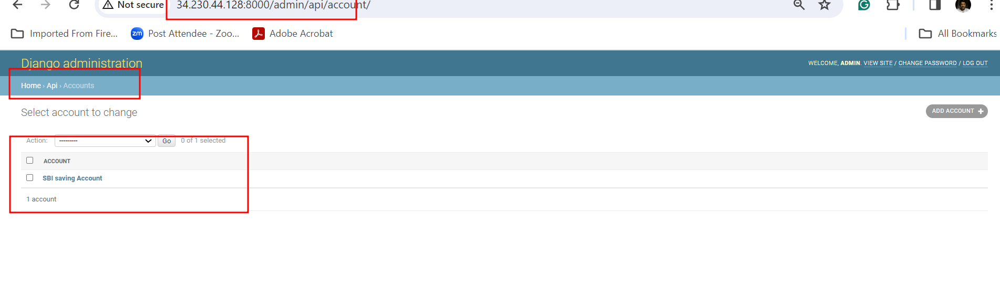 Not secure 34.230.44.128:8000/admin/api/account/
Imported From Fire... zm Post Attendee - Zoo... Adobe Acrobat All Bookmarks
Django administration
WELCOME, ADMIN. VIEW SITE / CHANGE PASSWORD / LOG OUT
Home › Api › Accounts
Select account to change
ADD ACCOUNT +
Action: --------- Go 0 of 1 selected
ACCOUNT
SBI saving Account
1 account